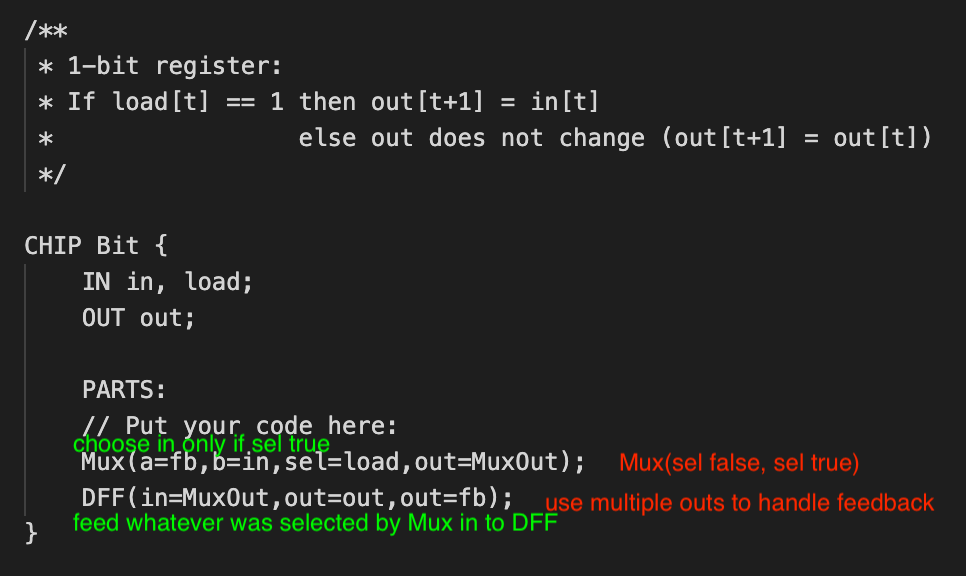 /**
* 1-bit register:
* If load[t] == 1 then out[t+1] = in[t]
*                 else out does not change (out[t+1] = out[t])
*/
CHIP Bit {
IN in, load;
OUT out;
PARTS:
// Put your code here:
choose in only if sel true
Mux(a=fb,b=in,sel=load,out=MuxOut); Mux(sel false, sel true)
DFF(in=MuxOut,out=out,out=fb); use multiple outs to handle feedback
feed whatever was selected by Mux in to DFF
}